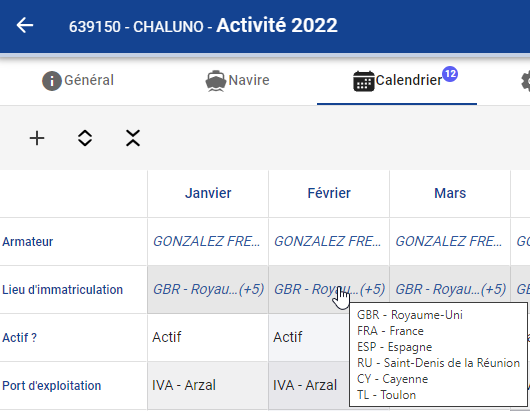 639150 - CHALUNO - Activité 2022
Général Navire Calendrier 12
Janvier Février Mars
Armateur GONZALEZ FRE... GONZALEZ FRE... GONZALEZ FRE... GO
Lieu d'immatriculation GBR - Royau...(+5) GBR - Royau...(+5) GBR - Royau...(+5) GB
GBR - Royaume-Uni
FRA - France
ESP - Espagne
RU - Saint-Denis de la Réunion
CY - Cayenne
TL - Toulon
Actif ? Actif Actif
Port d'exploitation IVA - Arzal IVA - Arzal